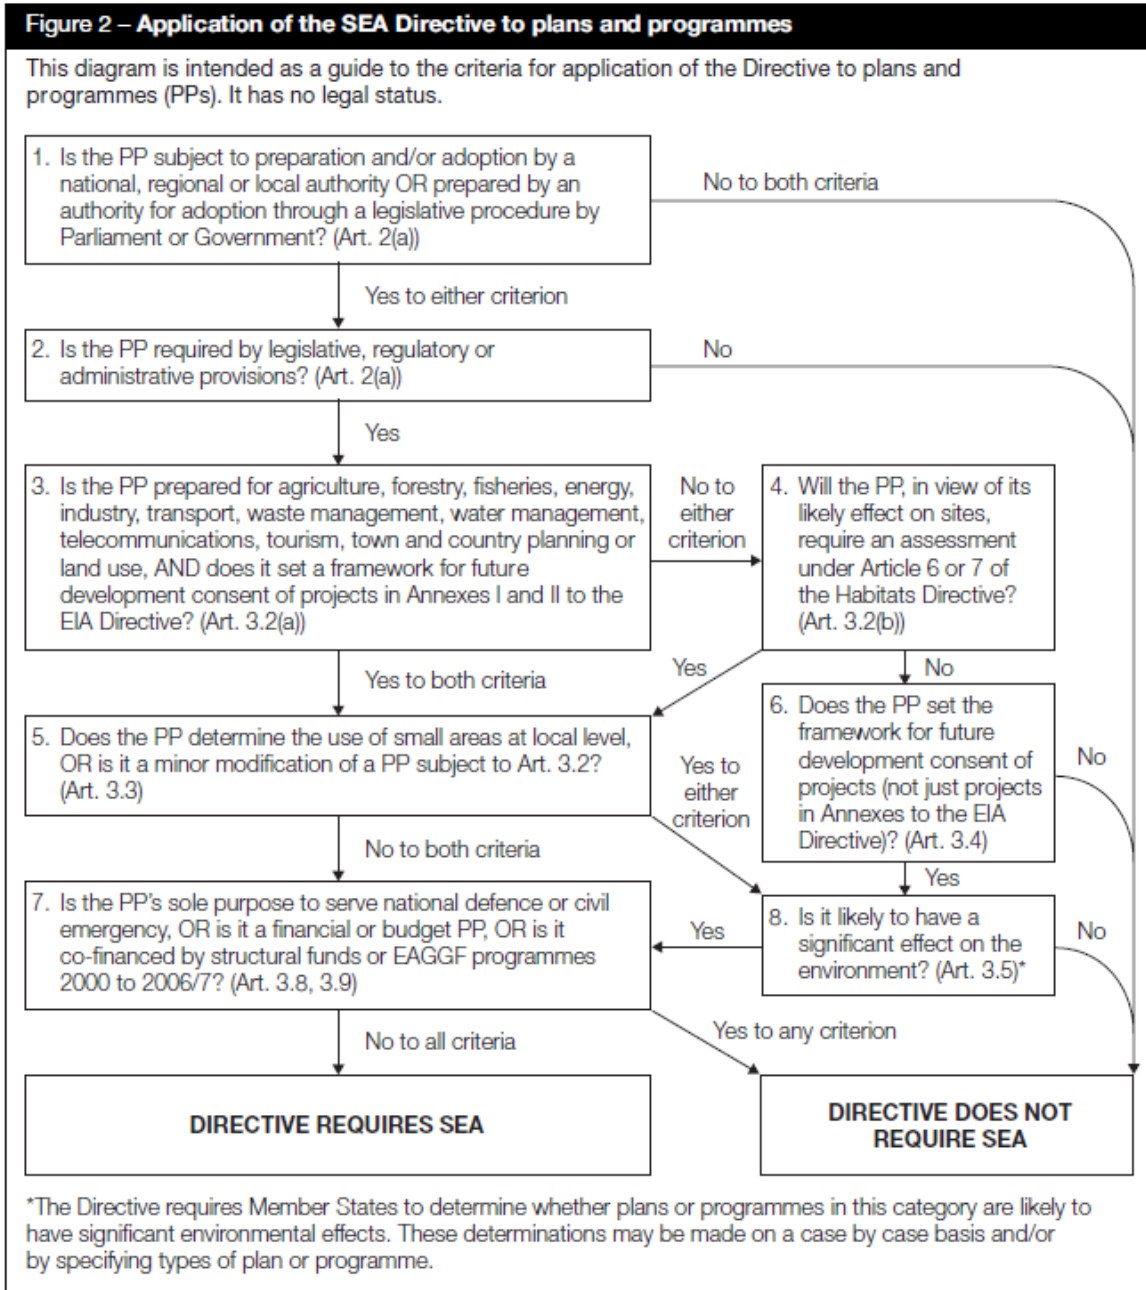 Figure 2 – Application of the SEA Directive to plans and programmes
This diagram is intended as a guide to the criteria for application of the Directive to plans and
programmes (PPs). It has no legal status.
1. Is the PP subject to preparation and/or adoption by a
national, regional or local authority OR prepared by an
authority for adoption through a legislative procedure by
Parliament or Government? (Art. 2(a))
No to both criteria
Yes to either criterion
2. Is the PP required by legislative, regulatory or
administrative provisions? (Art. 2(a))
No
Yes
3. Is the PP prepared for agriculture, forestry, fisheries, energy,
industry, transport, waste management, water management,
telecommunications, tourism, town and country planning or
land use, AND does it set a framework for future
development consent of projects in Annexes I and II to the
EIA Directive? (Art. 3.2(a))
No to
either
criterion
4. Will the PP, in view of its
likely effect on sites,
require an assessment
under Article 6 or 7 of
the Habitats Directive?
(Art. 3.2(b))
Yes to both criteria
Yes
No
5. Does the PP determine the use of small areas at local level,
OR is it a minor modification of a PP subject to Art. 3.2?
(Art. 3.3)
Yes to
either
criterion
6. Does the PP set the
framework for future
development consent of
projects (not just projects
in Annexes to the EIA
Directive)? (Art. 3.4)
No
No to both criteria
Yes
7. Is the PP's sole purpose to serve national defence or civil
emergency, OR is it a financial or budget PP, OR is it
co-financed by structural funds or EAGGF programmes
2000 to 2006/7? (Art. 3.8, 3.9)
Yes
8. Is it likely to have a
significant effect on the
environment? (Art. 3.5)*
No
No to all criteria
Yes to any criterion
DIRECTIVE REQUIRES SEA
DIRECTIVE DOES NOT
REQUIRE SEA
*The Directive requires Member States to determine whether plans or programmes in this category are likely to
have significant environmental effects. These determinations may be made on a case by case basis and/or
by specifying types of plan or programme.